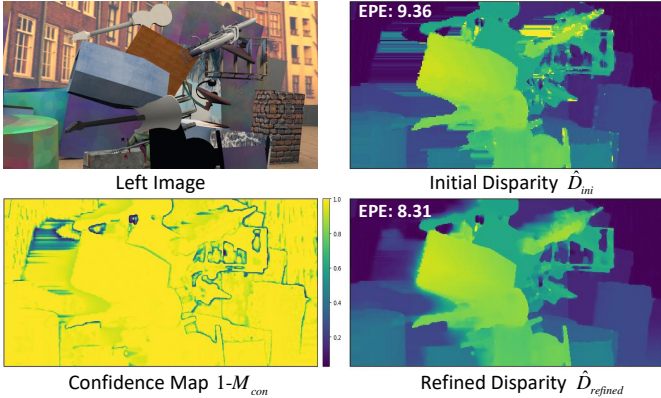 EPE: 9.36
Left Image
Initial Disparity D̂ini
1.0
0.8
0.6
0.4
0.2
EPE: 8.31
Confidence Map 1-Mcon
Refined Disparity D̂refined